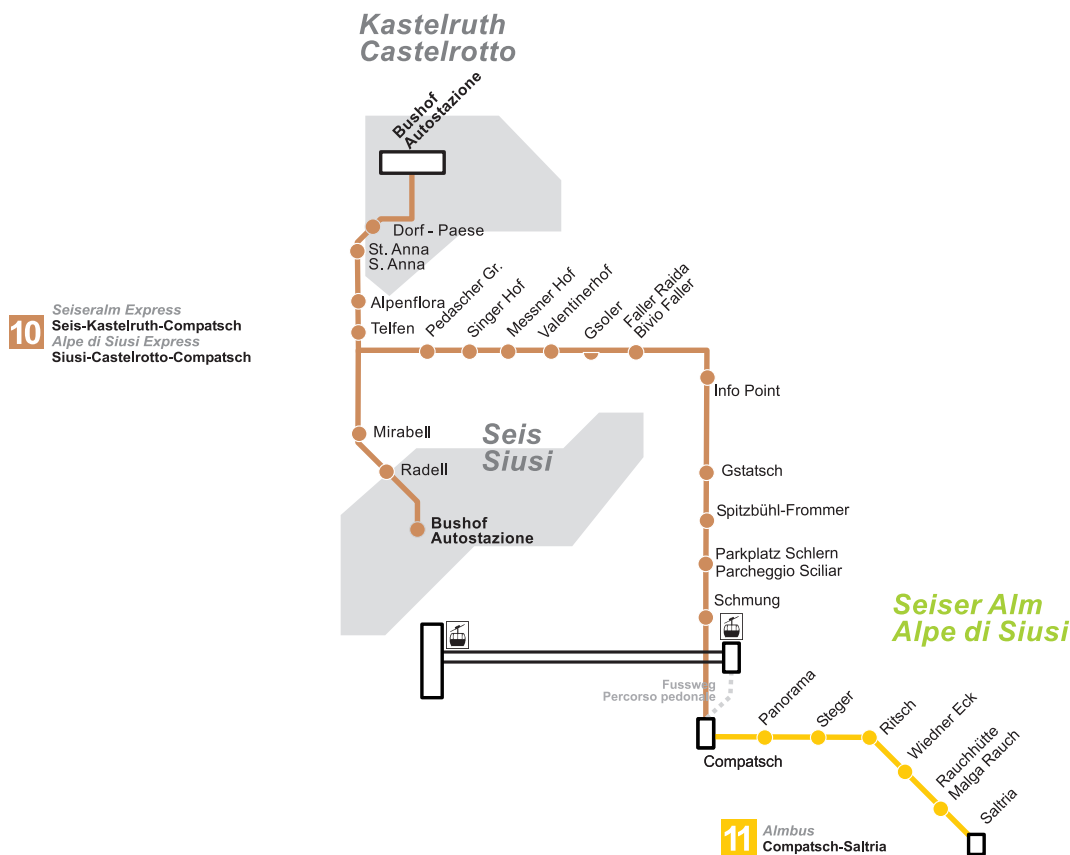 Kastelruth
Castelrotto
Bushof
Autostazione
Dorf - Paese
St. Anna
S. Anna
Alpenflora
Telfen
10
Seiseralm Express
Seis-Kastelruth-Compatsch
Alpe di Siusi Express
Siusi-Castelrotto-Compatsch
Pedascher Gr.
Singer Hof
Messner Hof
Valentinerhof
Gsoler
Faller Raida
Bivio Faller
Info Point
Mirabell
Radell
Seis
Siusi
Bushof
Autostazione
Gstatsch
Spitzbühl-Frommer
Parkplatz Schlern
Parcheggio Sciliar
Schmung
Seiser Alm
Alpe di Siusi
Fussweg
Percorso pedonale
Compatsch
Panorama
Steger
Ritsch
Wiedner Eck
Rauchhütte
Malga Rauch
Saltria
11
Almbus
Compatsch-Saltria